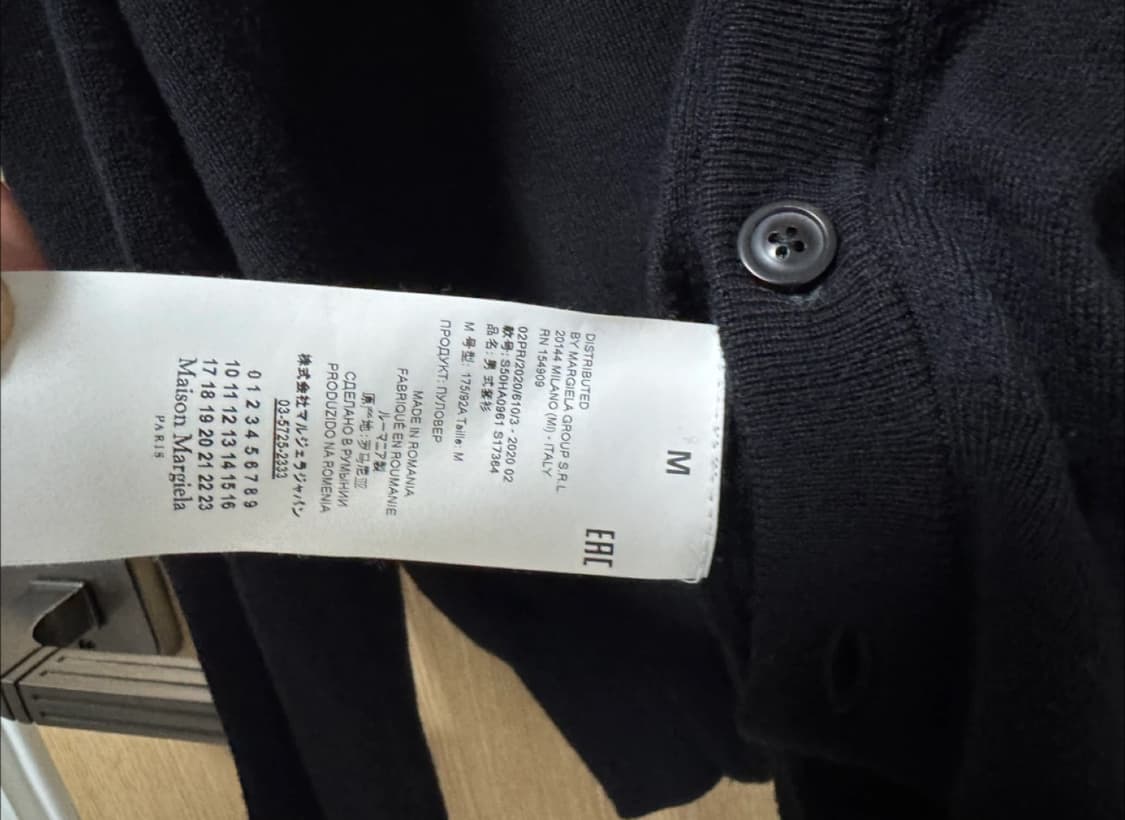 M
EAC
DISTRIBUTED
BY MARGIELA GROUP S.R.L
20144 MILANO (MI) - ITALY
RN 154909
02PR/2020/610/3 - 2020 02
款号: S50HA0961 S17364
品名: 男式套衫
M 号型: 175/92A Taille: M
ПРОДУКТ: ПУЛОВЕР
MADE IN ROMANIA
FABRIQUÉ EN ROUMANIE
ルーマニア製
原产地: 罗马尼亚
СДЕЛАНО В РУМЫНИИ
PRODUZIDO NA ROMENIA
株式会社マルジェラジャパン
03-5725-2333
0 1 2 3 4 5 6 7 8 9
10 11 12 13 14 15 16
17 18 19 20 21 22 23
Maison Margiela
PARIS